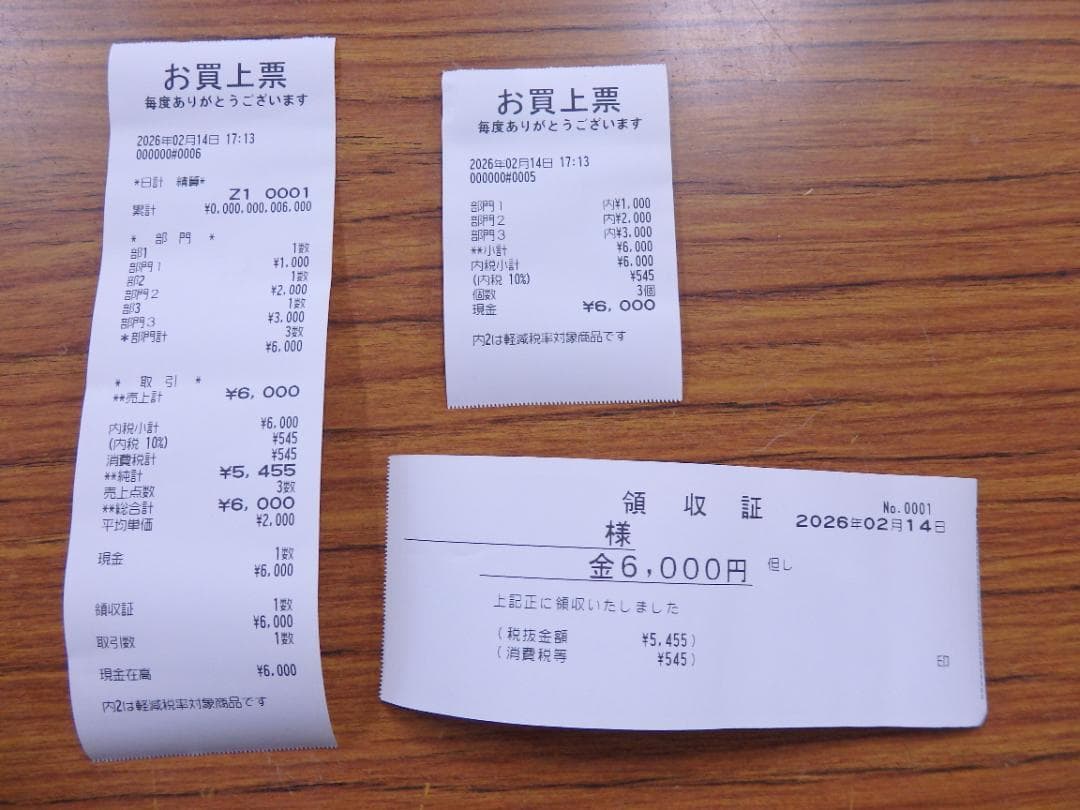 お買上票
毎度ありがとうございます
2026年02月14日 17:13
000000#0006
*日計 精算*
Z1 0001
累計 ¥0,000,000,006,000
* 部 門 *
部1 1数
部門1 ¥1,000
部2 1数
部門2 ¥2,000
部3 1数
部門3 ¥3,000
*部門計 3数
¥6,000
* 取 引 *
**売上計 ¥6,000
内税小計 ¥6,000
(内税 10%) ¥545
消費税計 ¥545
**純計 ¥5,455
売上点数 3数
**総合計 ¥6,000
平均単価 ¥2,000
現金 1数
¥6,000
領収証 1数
¥6,000
取引数 1数
現金在高 ¥6,000
内2は軽減税率対象商品です
お買上票
毎度ありがとうございます
2026年02月14日 17:13
000000#0005
部門1 内¥1,000
部門2 内¥2,000
部門3 内¥3,000
**小計 ¥6,000
内税小計 ¥6,000
(内税 10%) ¥545
個数 3個
現金 ¥6,000
内2は軽減税率対象商品です
領 収 証 No.0001
2026年02月14日
様
金6,000円 但し
上記正に領収いたしました
(税抜金額 ¥5,455)
(消費税等 ¥545)
印